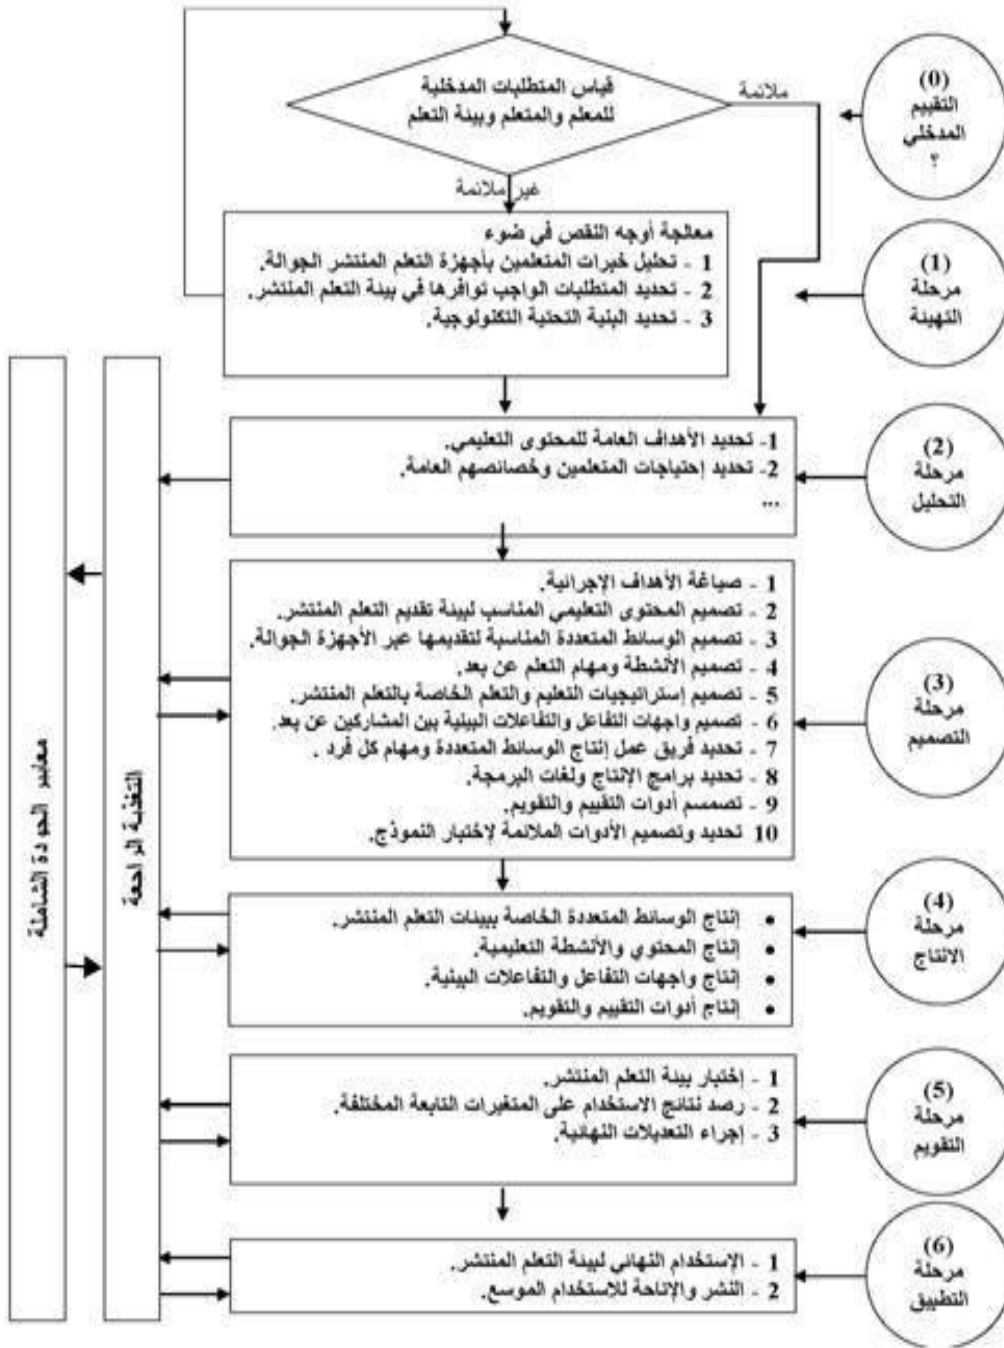 قياس المتطلبات المدخلية
للمعلم والمتعلم وبيئة التعلم
ملائمة
غير ملائمة
(0)
التقييم
المدخلي
؟
معالجة أوجه النقص في ضوء
1 - تحليل خبرات المتعلمين بأجهزة التعلم المنتشر الجوالة.
2 - تحديد المتطلبات الواجب توافرها في بيئة التعلم المنتشر.
3 - تحديد البنية التحتية التكنولوجية.
(1)
مرحلة
التهيئة
1- تحديد الأهداف العامة للمحتوى التعليمي.
2- تحديد إحتياجات المتعلمين وخصائصهم العامة.
...
(2)
مرحلة
التحليل
1 - صياغة الأهداف الإجرائية.
2 - تصميم المحتوى التعليمي المناسب لبيئة تقديم التعلم المنتشر.
3 - تصميم الوسائط المتعددة المناسبة لتقديمها عبر الأجهزة الجوالة.
4 - تصميم الأنشطة ومهام التعلم عن بعد.
5 - تصميم إستراتيجيات التعليم والتعلم الخاصة بالتعلم المنتشر.
6 - تصميم واجهات التفاعل والتفاعلات البينية بين المشاركين عن بعد.
7 - تحديد فريق عمل إنتاج الوسائط المتعددة ومهام كل فرد .
8 - تحديد برامج الإنتاج ولغات البرمجة.
9 - تصمسم أدوات التقييم والتقويم.
10 تحديد وتصميم الأدوات الملائمة لإختبار النموذج.
(3)
مرحلة
التصميم
• إنتاج الوسائط المتعددة الخاصة ببيئات التعلم المنتشر.
• إنتاج المحتوي والأنشطة التعليمية.
• إنتاج واجهات التفاعل والتفاعلات البينية.
• إنتاج أدوات التقييم والتقويم.
(4)
مرحلة
الإنتاج
1 - إختبار بيئة التعلم المنتشر.
2 - رصد نتائج الاستخدام على المتغيرات التابعة المختلفة.
3 - إجراء التعديلات النهائية.
(5)
مرحلة
التقويم
1 - الإستخدام النهائي لبيئة التعلم المنتشر.
2 - النشر والإتاحة للاستخدام الموسع.
(6)
مرحلة
التطبيق
التغذية الراجعة
معايير الجودة الشاملة